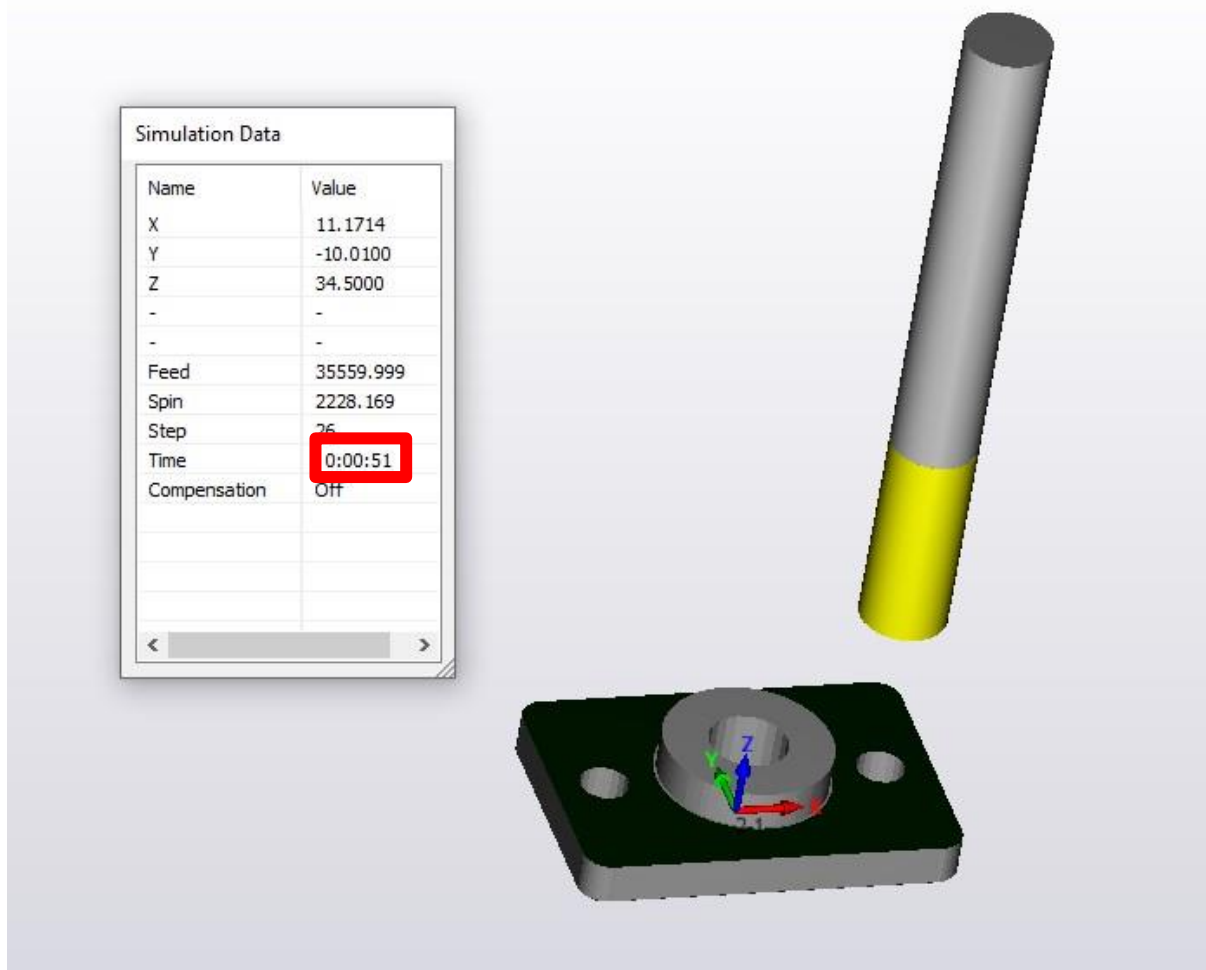 Simulation Data
Name Value
X 11.1714
Y -10.0100
Z 34.5000
- -
- -
Feed 35559.999
Spin 2228.169
Step 26
Time 0:00:51
Compensation Off
Z
Y
X